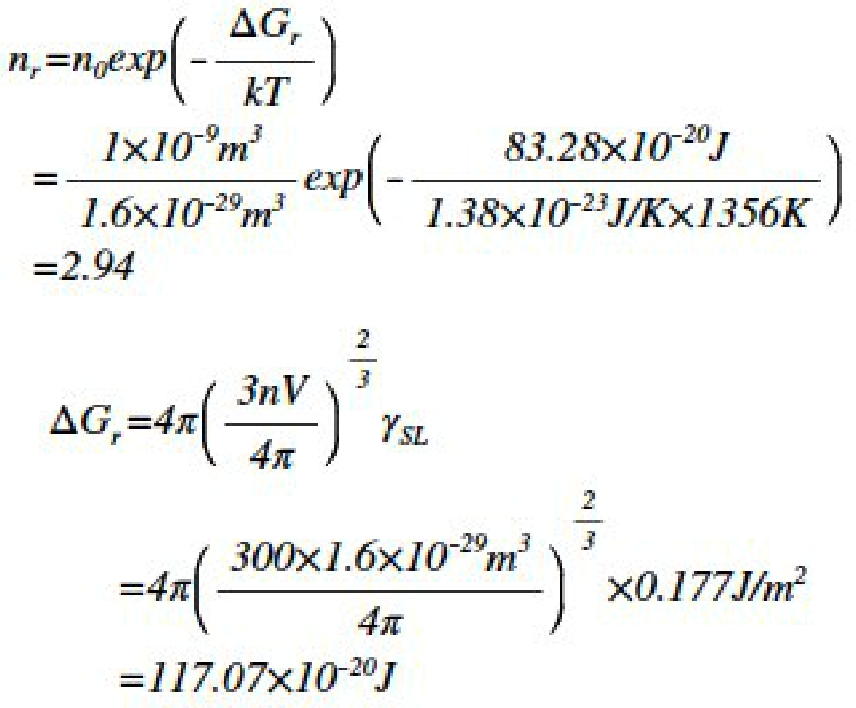 n_r=n_0exp(-ΔG_r/kT)
=1×10^-9m^3/1.6×10^-29m^3 exp(-83.28×10^-20J/1.38×10^-23J/K×1356K)
=2.94
ΔG_r=4π(3nV/4π)^2/3 γ_SL
=4π(300×1.6×10^-29m^3/4π)^2/3 ×0.177J/m^2
=117.07×10^-20J